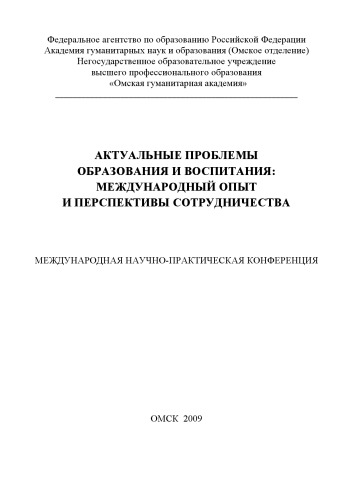 Федеральное агентство по образованию Российской Федерации
Академия гуманитарных наук и образования (Омское отделение)
Негосударственное образовательное учреждение
высшего профессионального образования
«Омская гуманитарная академия»
АКТУАЛЬНЫЕ ПРОБЛЕМЫ
ОБРАЗОВАНИЯ И ВОСПИТАНИЯ:
МЕЖДУНАРОДНЫЙ ОПЫТ
И ПЕРСПЕКТИВЫ СОТРУДНИЧЕСТВА
МЕЖДУНАРОДНАЯ НАУЧНО-ПРАКТИЧЕСКАЯ КОНФЕРЕНЦИЯ
ОМСК 2009